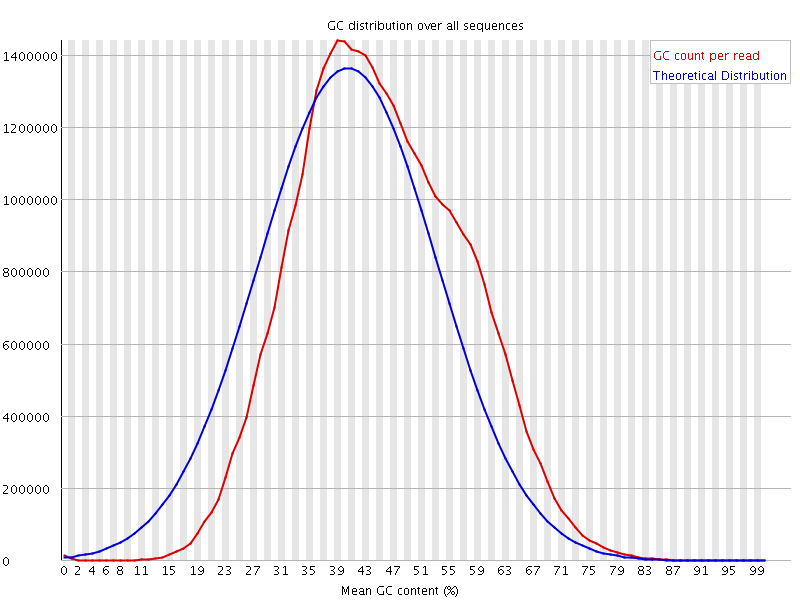 GC distribution over all sequences
GC count per read
Theoretical Distribution
1400000
1200000
1000000
800000
600000
400000
200000
0
0 2 4 6 8 11 15 19 23 27 31 35 39 43 47 51 55 59 63 67 71 75 79 83 87 91 95 99
Mean GC content (%)